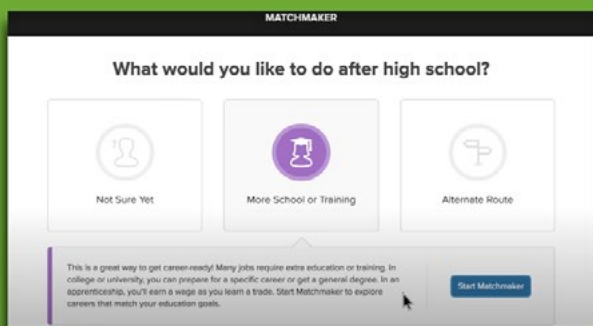 MATCHMAKER
What would you like to do after high school?
Not Sure Yet
More School or Training
Alternate Route
This is a great way to get career-ready! Many jobs require extra education or training. In
college or university, you can prepare for a specific career or get a general degree. In an
apprenticeship, you'll earn a wage as you learn a trade. Start Matchmaker to explore
careers that match your education goals.
Start Matchmaker